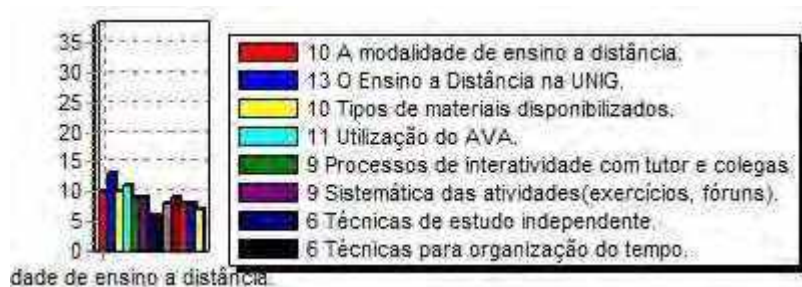 35
30
25
20
15
10
5
0
10 A modalidade de ensino a distância.
13 O Ensino a Distância na UNIG.
10 Tipos de materiais disponibilizados.
11 Utilização do AVA.
9 Processos de interatividade com tutor e colegas
9 Sistemática das atividades(exercícios, fóruns).
6 Técnicas de estudo independente.
6 Técnicas para organização do tempo.
dade de ensino a distância.